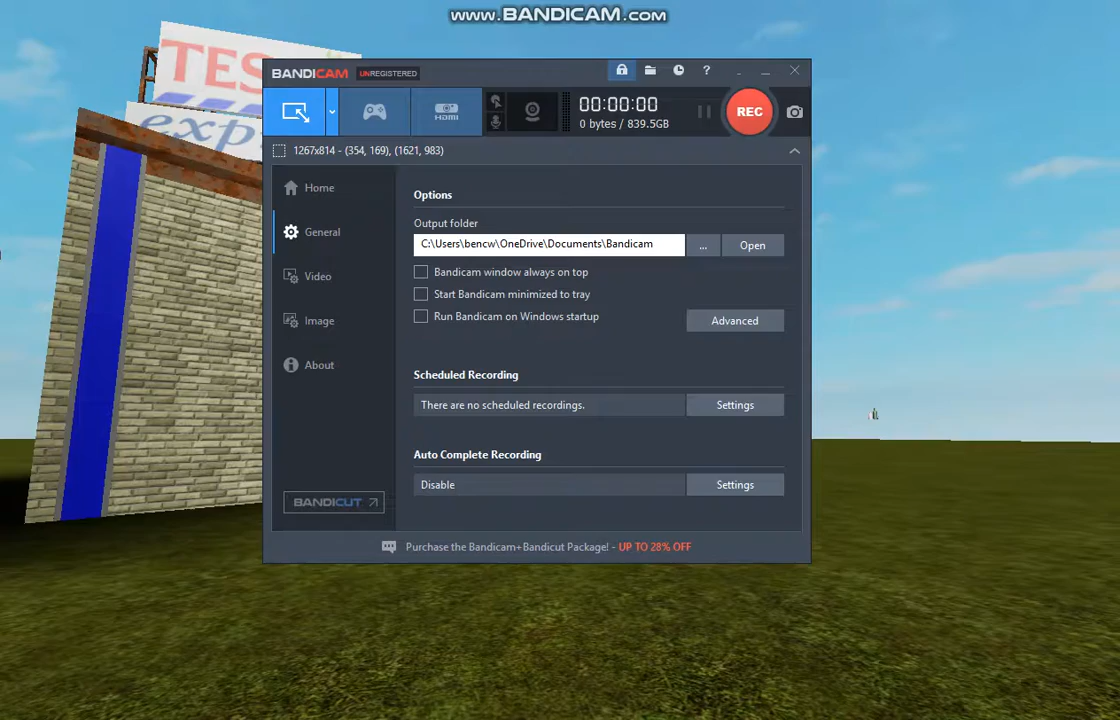 www.BANDICAM.com
TES
exp
BANDICAM UNREGISTERED
?
HDMI
00:00:00
0 bytes / 839.5GB
REC
1267x814 - (354, 169), (1621, 983)
Home
General
Video
Image
About
BANDICUT
Options
Output folder
C:\Users\bencw\OneDrive\Documents\Bandicam
...
Open
Bandicam window always on top
Start Bandicam minimized to tray
Run Bandicam on Windows startup
Advanced
Scheduled Recording
There are no scheduled recordings.
Settings
Auto Complete Recording
Disable
Settings
Purchase the Bandicam+Bandicut Package! - UP TO 28% OFF